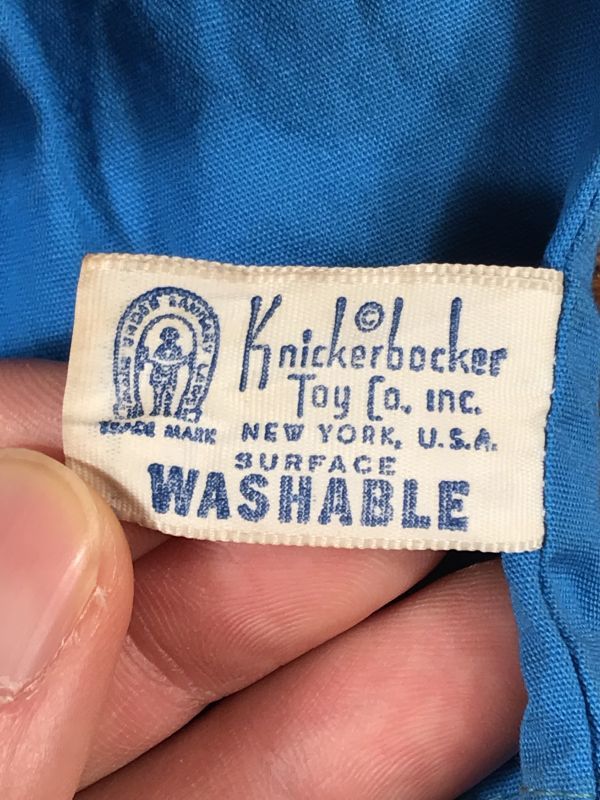 ©
Knickerbocker
Toy Co. inc.
TRADE MARK
NEW YORK, U.S.A.
SURFACE
WASHABLE